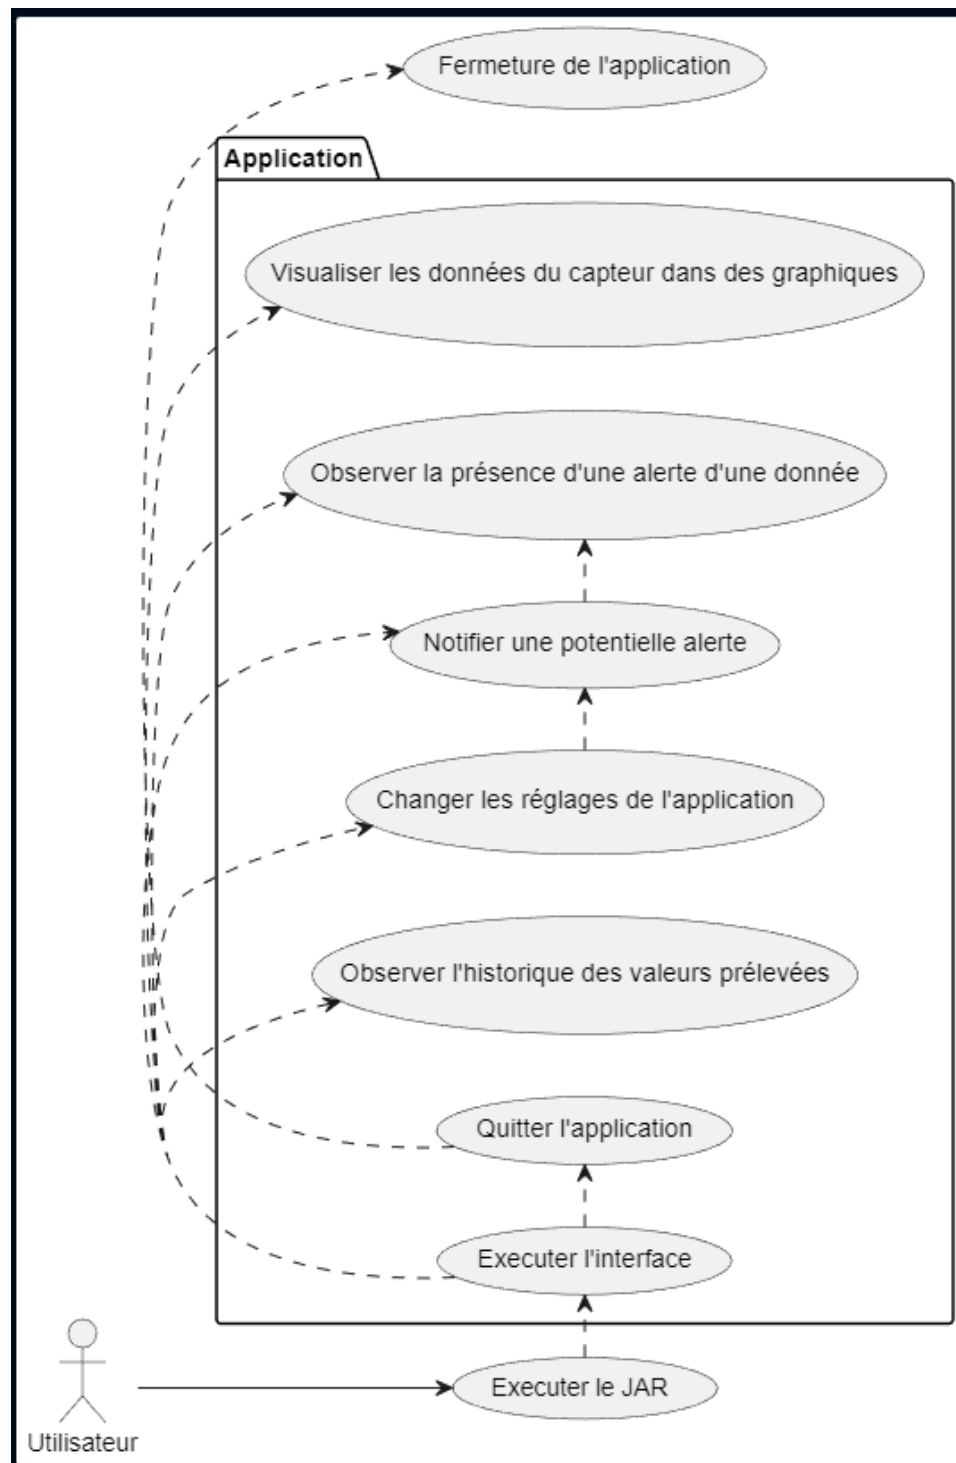 Fermeture de l'application
Application
Visualiser les données du capteur dans des graphiques
Observer la présence d'une alerte d'une donnée
Notifier une potentielle alerte
Changer les réglages de l'application
Observer l'historique des valeurs prélevées
Quitter l'application
Executer l'interface
Executer le JAR
Utilisateur